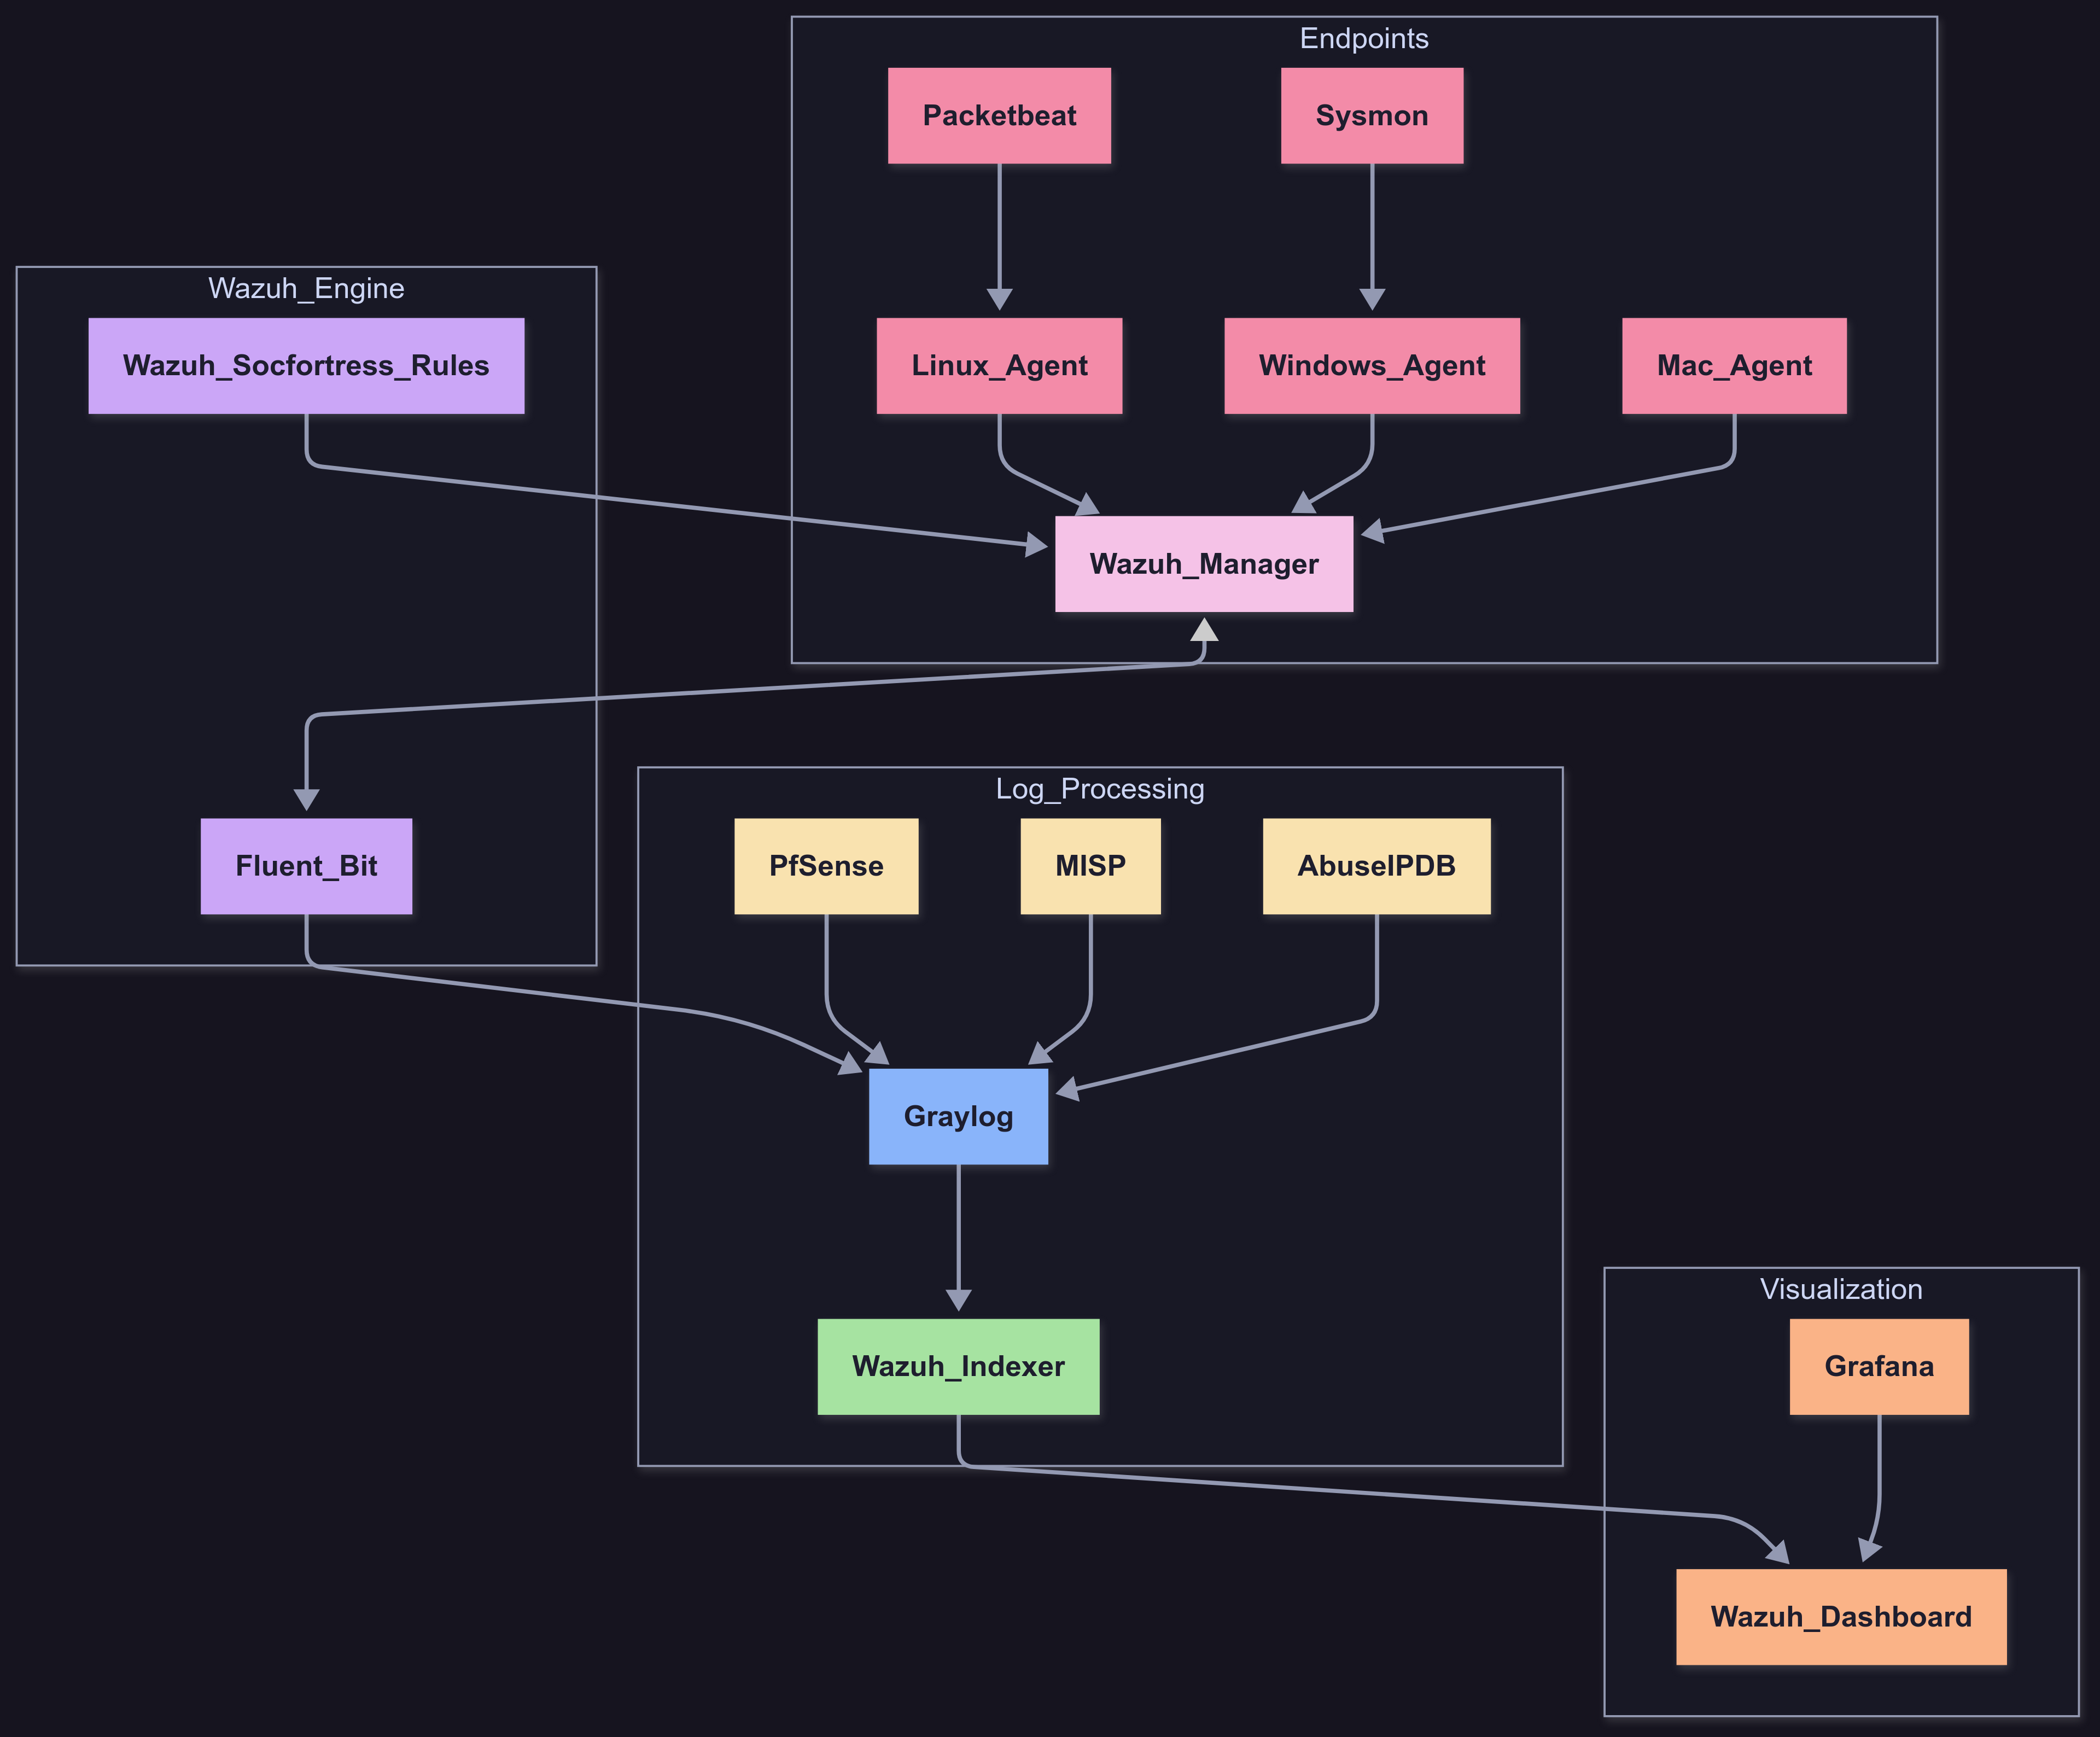 Endpoints
Packetbeat
Sysmon
Wazuh_Engine
Wazuh_Socfortress_Rules
Linux_Agent
Windows_Agent
Mac_Agent
Wazuh_Manager
Log_Processing
Fluent_Bit
PfSense
MISP
AbuseIPDB
Graylog
Visualization
Wazuh_Indexer
Grafana
Wazuh_Dashboard